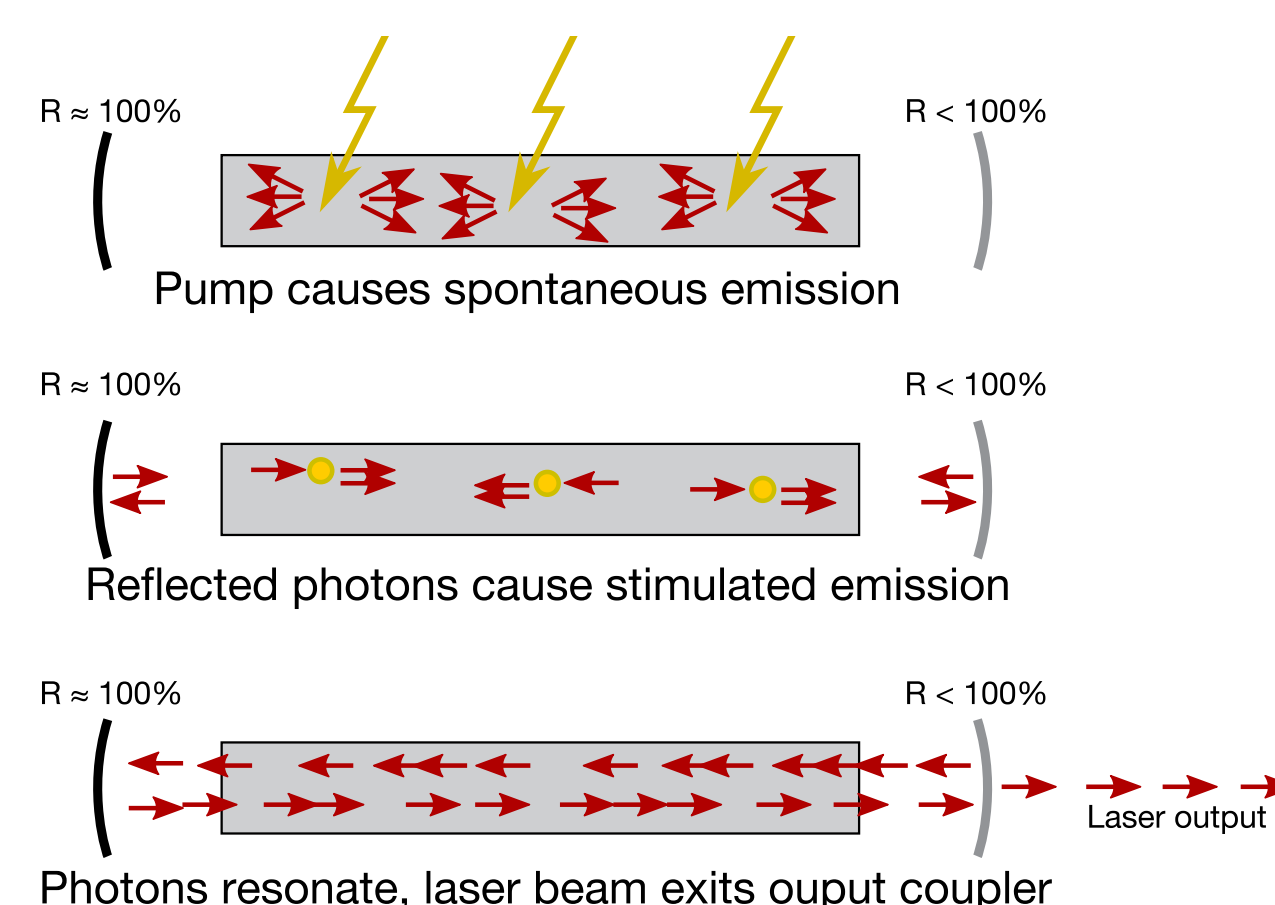 R ≈ 100%
R < 100%
Pump causes spontaneous emission
R ≈ 100%
R < 100%
Reflected photons cause stimulated emission
R ≈ 100%
R < 100%
Laser output
Photons resonate, laser beam exits ouput coupler